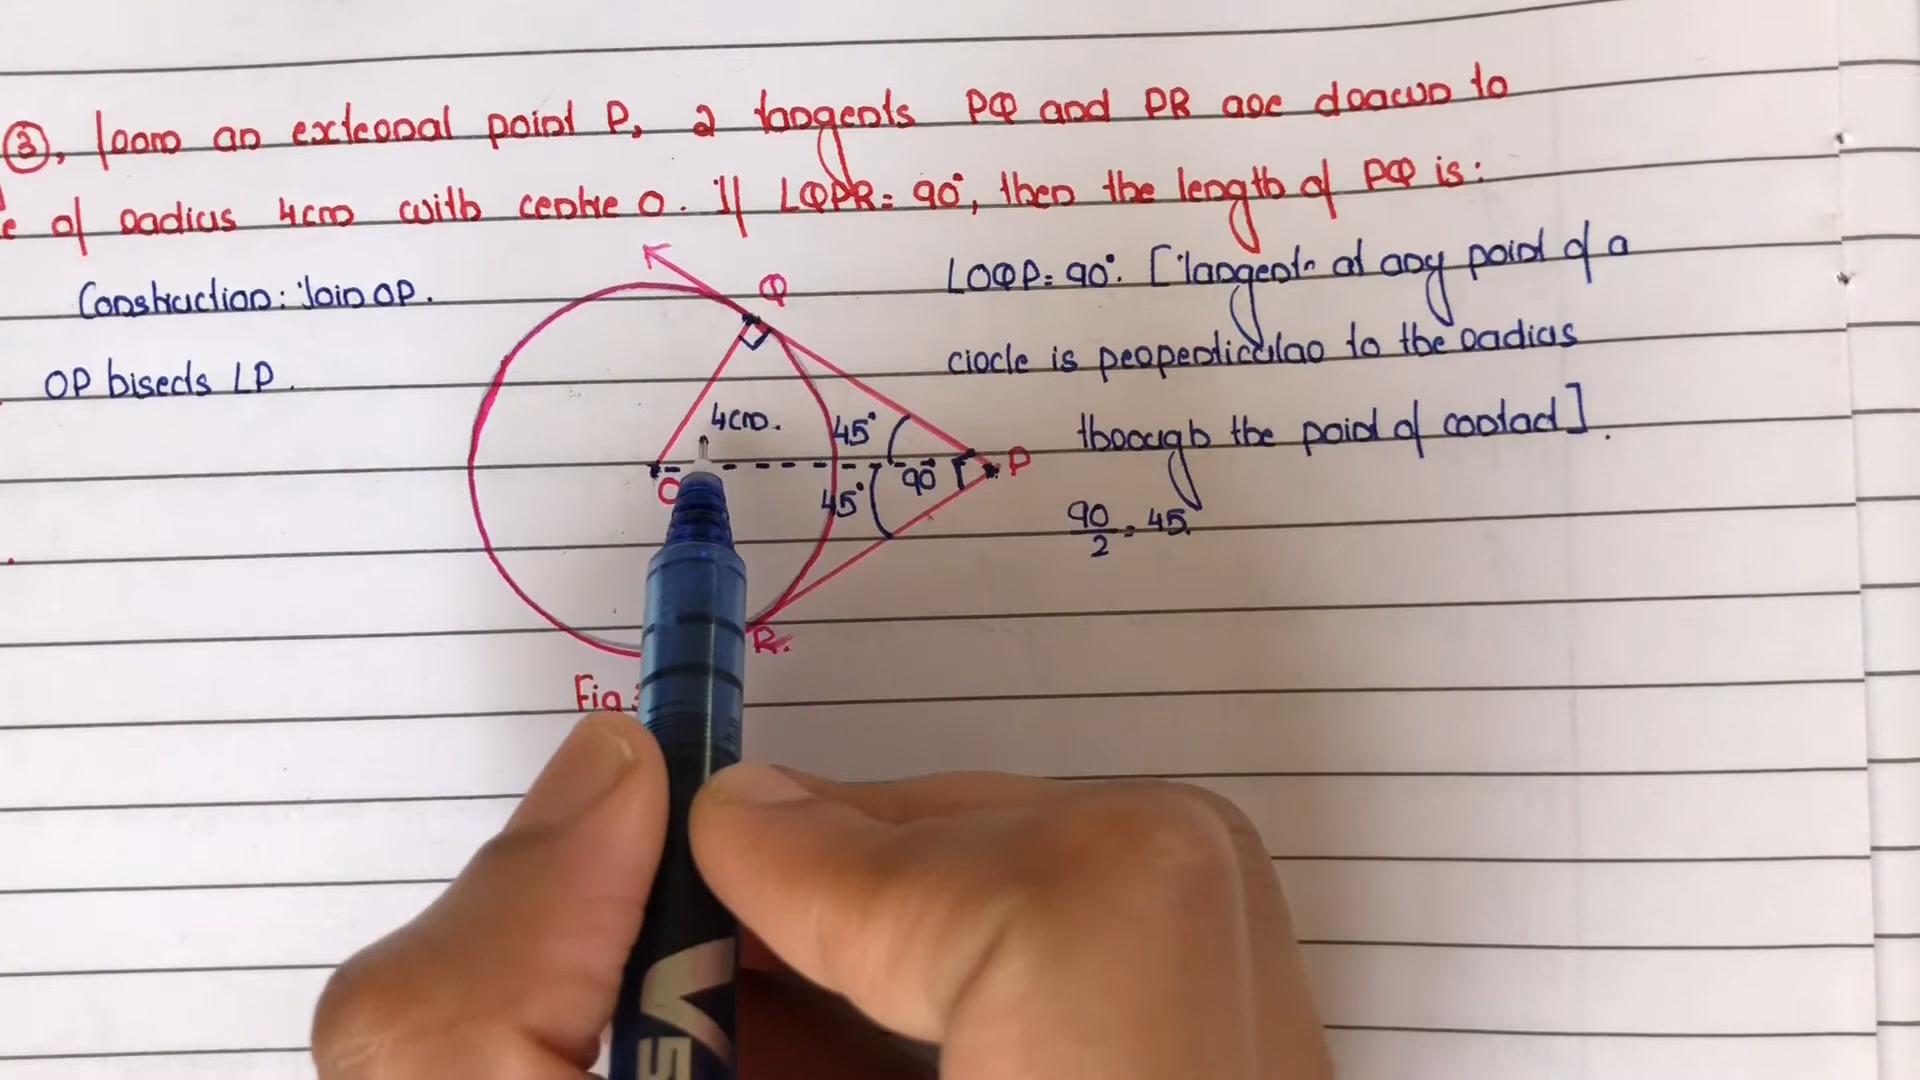 ③, from an external point P, 2 tangents PQ and PR are drawn to
e of radius 4cm with centre O. If ∠QPR = 90°, then the length of PQ is:
Construction: Join OP.
OP bisects ∠P.
∠OQP = 90°. [Tangent at any point of a
circle is perpendicular to the radius
through the point of contact].
90/2 = 45.
Q
4cm.
45°
O
P
90°
45°
R.
Fig:
V5